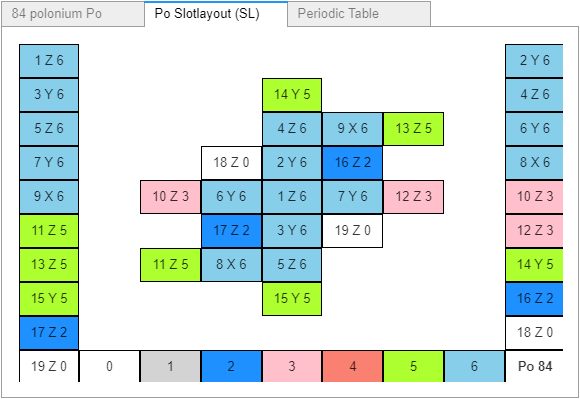 84 polonium Po Po Slotlayout (SL) Periodic Table
1 Z 6 2 Y 6
3 Y 6 14 Y 5 4 Z 6
5 Z 6 4 Z 6 9 X 6 13 Z 5 6 Y 6
7 Y 6 18 Z 0 2 Y 6 16 Z 2 8 X 6
9 X 6 10 Z 3 6 Y 6 1 Z 6 7 Y 6 12 Z 3 10 Z 3
11 Z 5 17 Z 2 3 Y 6 19 Z 0 12 Z 3
13 Z 5 11 Z 5 8 X 6 5 Z 6 14 Y 5
15 Y 5 15 Y 5 16 Z 2
17 Z 2 18 Z 0
19 Z 0 0 1 2 3 4 5 6 Po 84